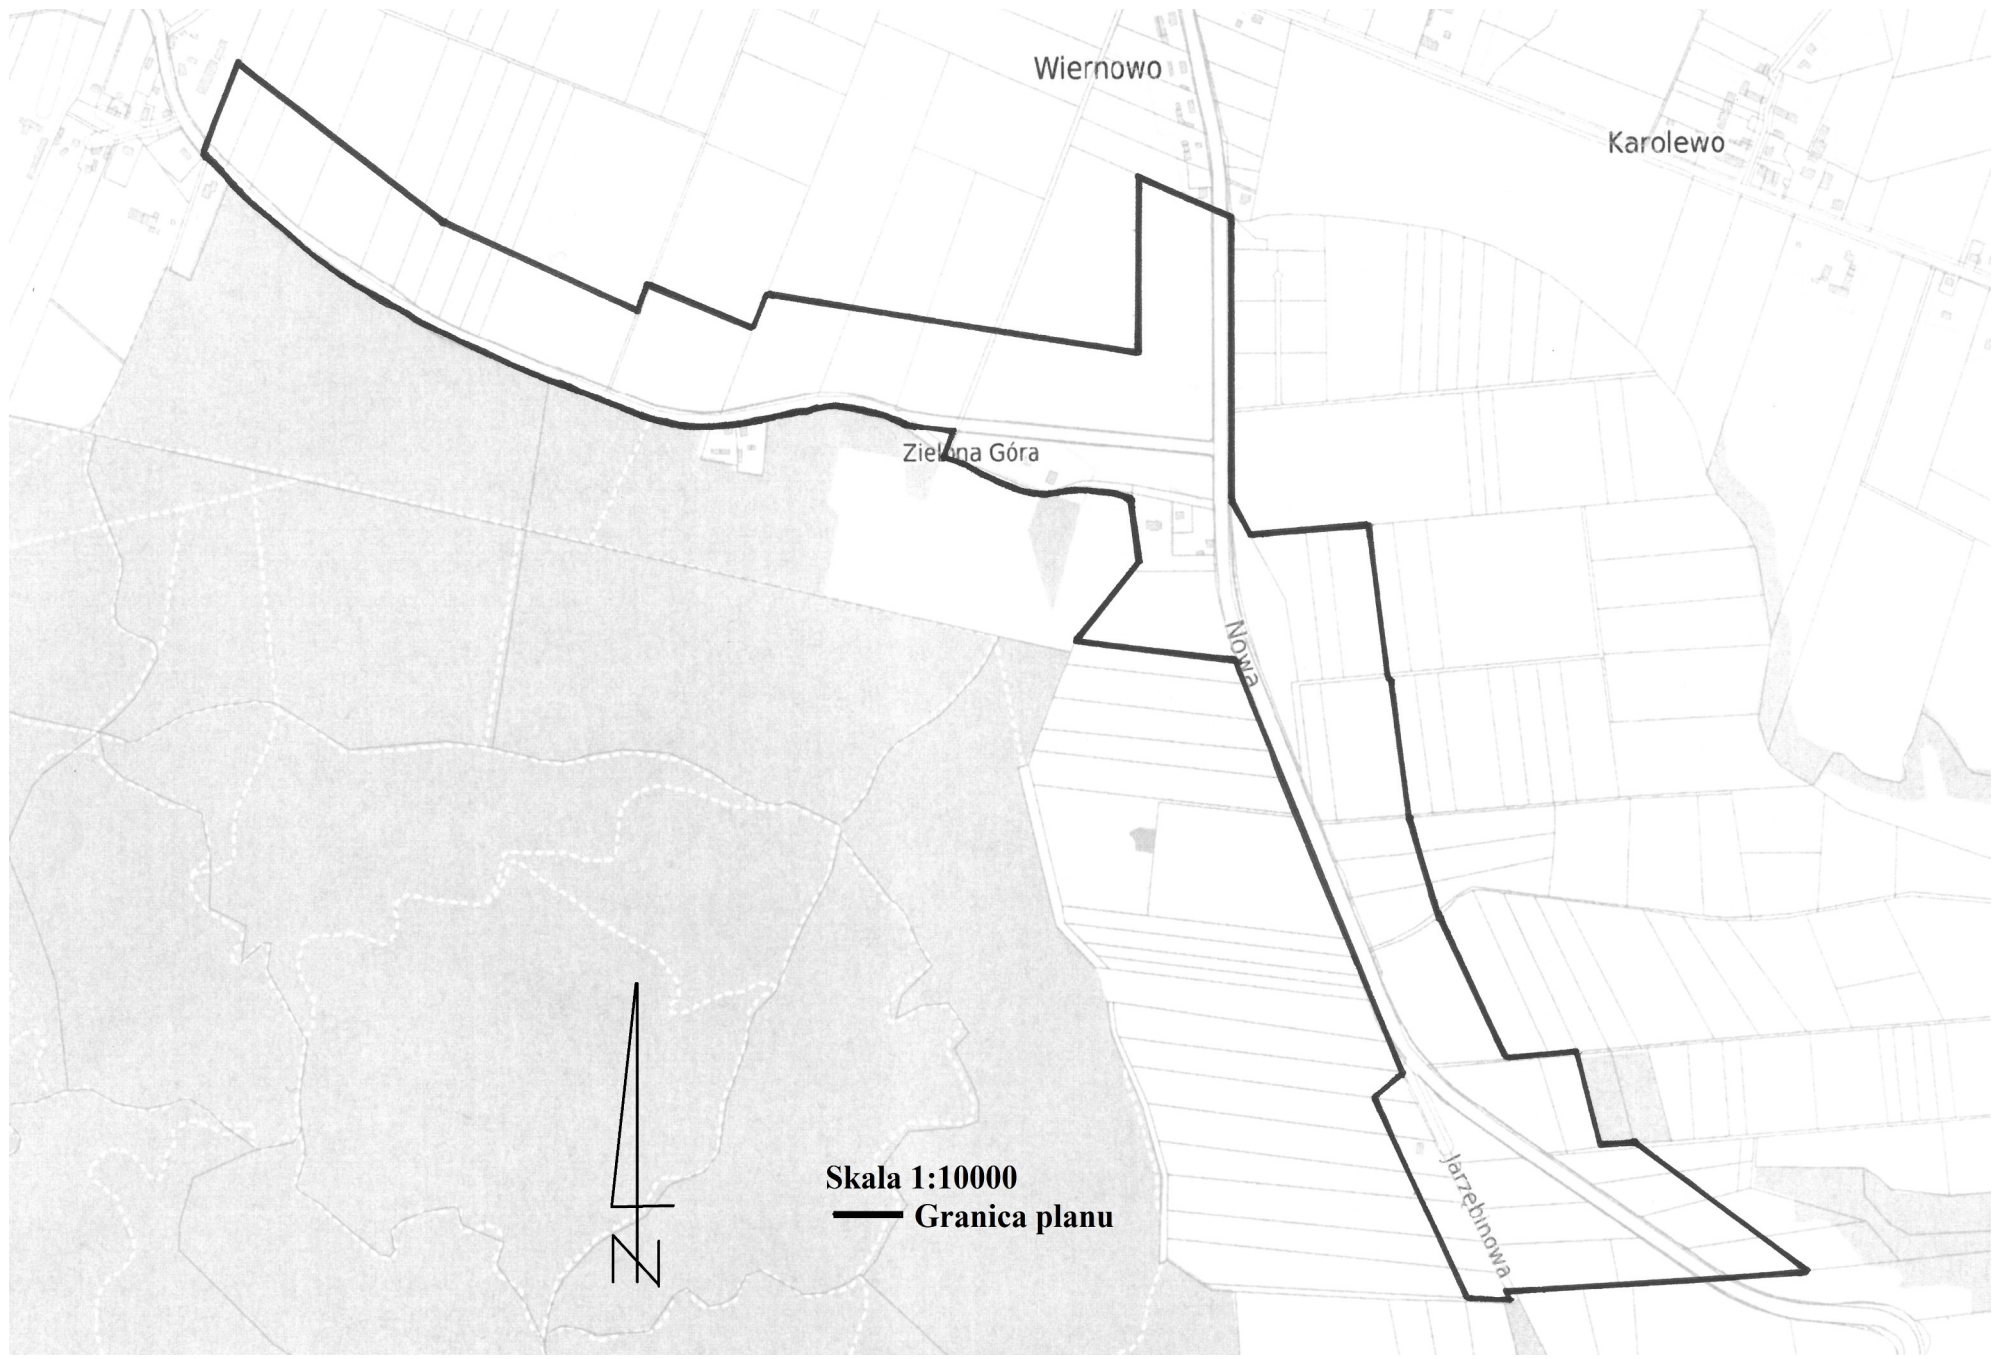 Wiernowo
Karolewo
Zielona Góra
Nowa
Jarzębinowa
Skala 1:10000
Granica planu
N